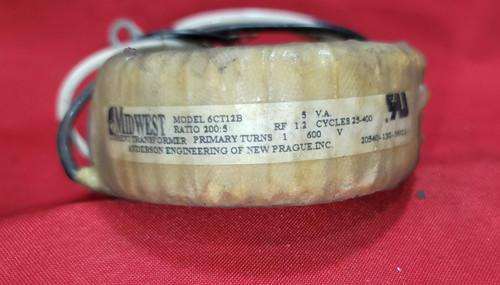 MIDWEST MODEL 6CT12B 5 V.A.
RATIO 200:5 RF 1.2 CYCLES 25-400
CURRENT TRANSFORMER PRIMARY TURNS 1 600 V
ANDERSON ENGINEERING OF NEW PRAGUE, INC.